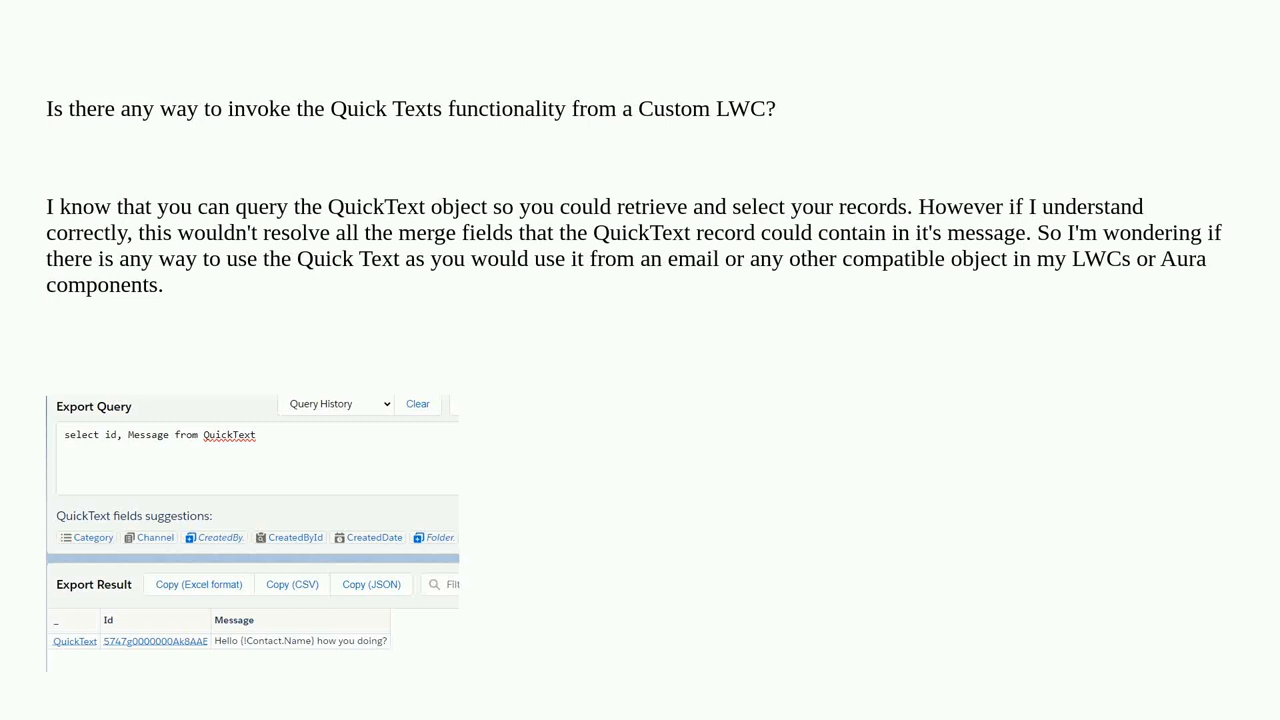 Is there any way to invoke the Quick Texts functionality from a Custom LWC?
I know that you can query the QuickText object so you could retrieve and select your records. However if I understand
correctly, this wouldn't resolve all the merge fields that the QuickText record could contain in it's message. So I'm wondering if
there is any way to use the Quick Text as you would use it from an email or any other compatible object in my LWCs or Aura
components.
Export Query Query History Clear
select id, Message from QuickText
QuickText fields suggestions:
Category Channel CreatedBy. CreatedById CreatedDate Folder.
Export Result Copy (Excel format) Copy (CSV) Copy (JSON) Filt
_ Id Message
QuickText 5747g0000000Ak8AAE Hello {!Contact.Name} how you doing?